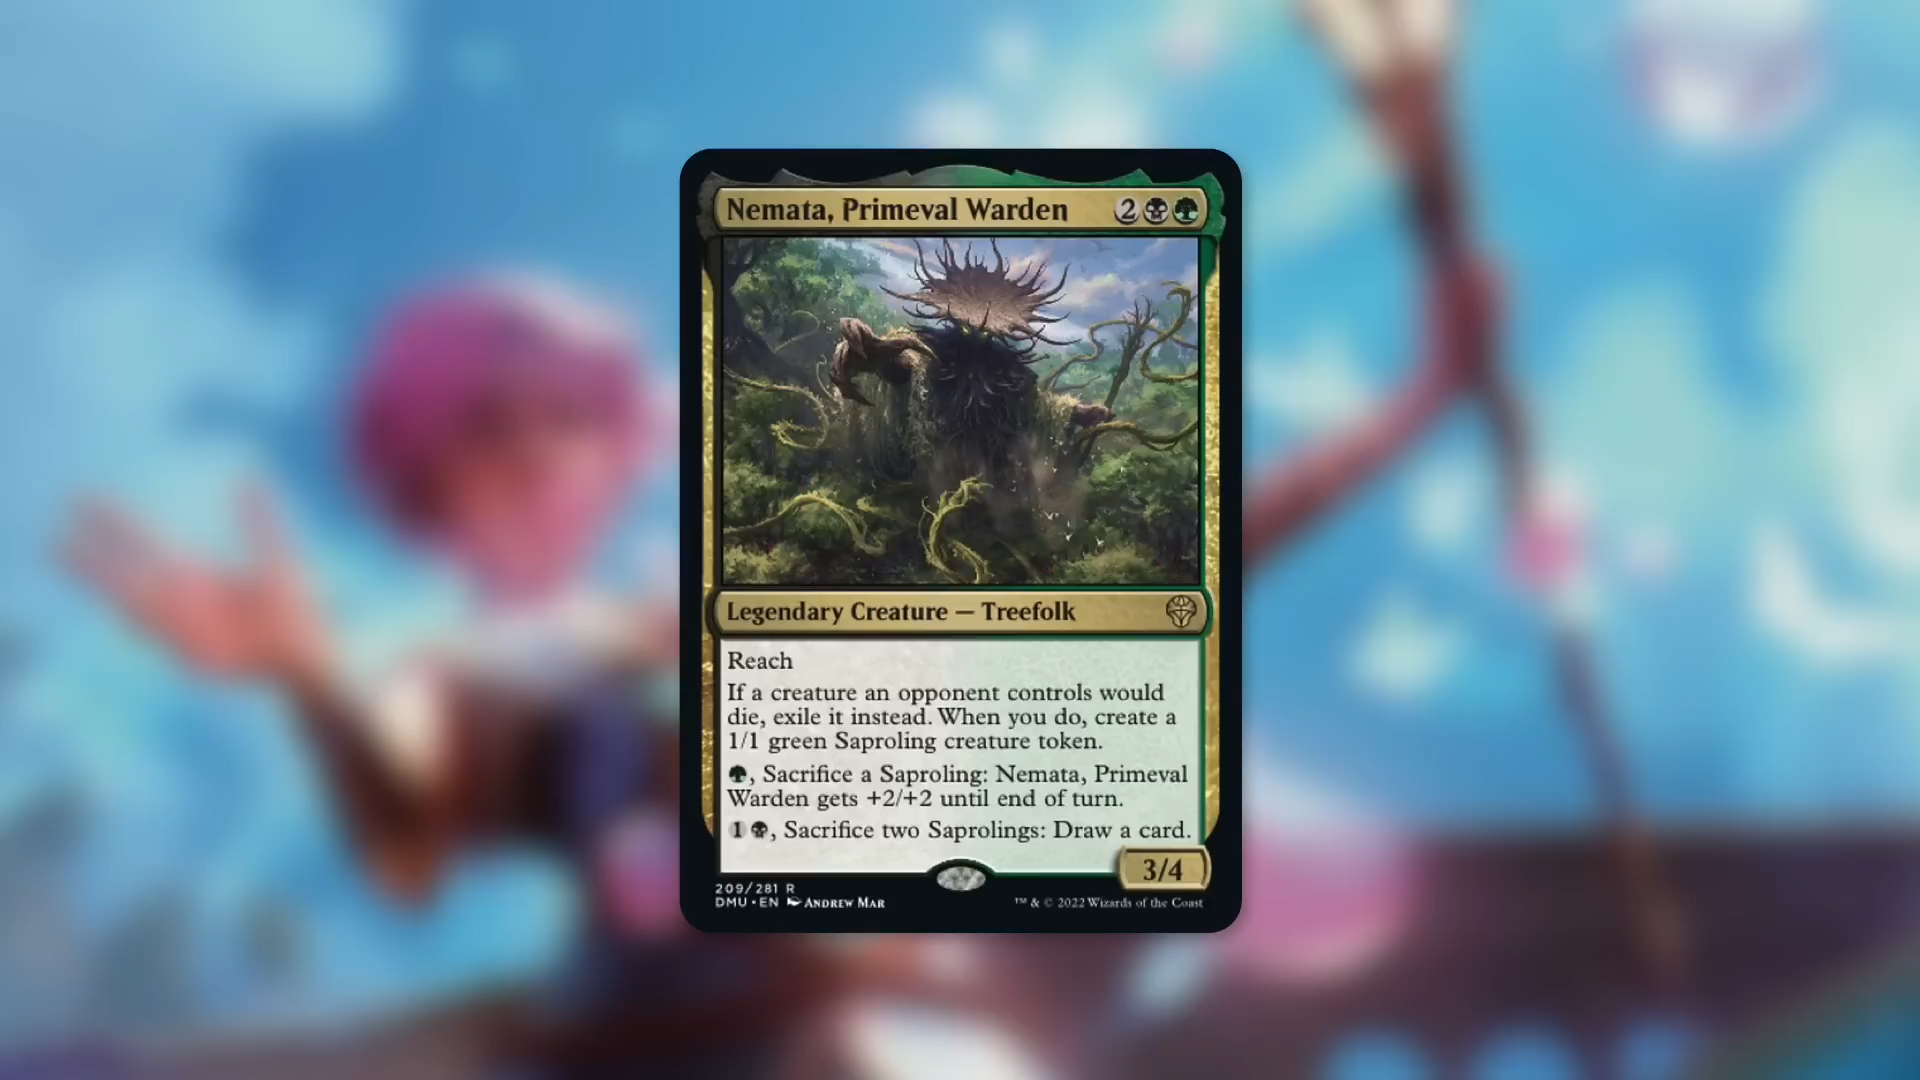 Nemata, Primeval Warden 2
Legendary Creature — Treefolk
Reach
If a creature an opponent controls would
die, exile it instead. When you do, create a
1/1 green Saproling creature token.
, Sacrifice a Saproling: Nemata, Primeval
Warden gets +2/+2 until end of turn.
1 , Sacrifice two Saprolings: Draw a card.
3/4
209/281 R
DMU • EN Andrew Mar
™ & © 2022 Wizards of the Coast